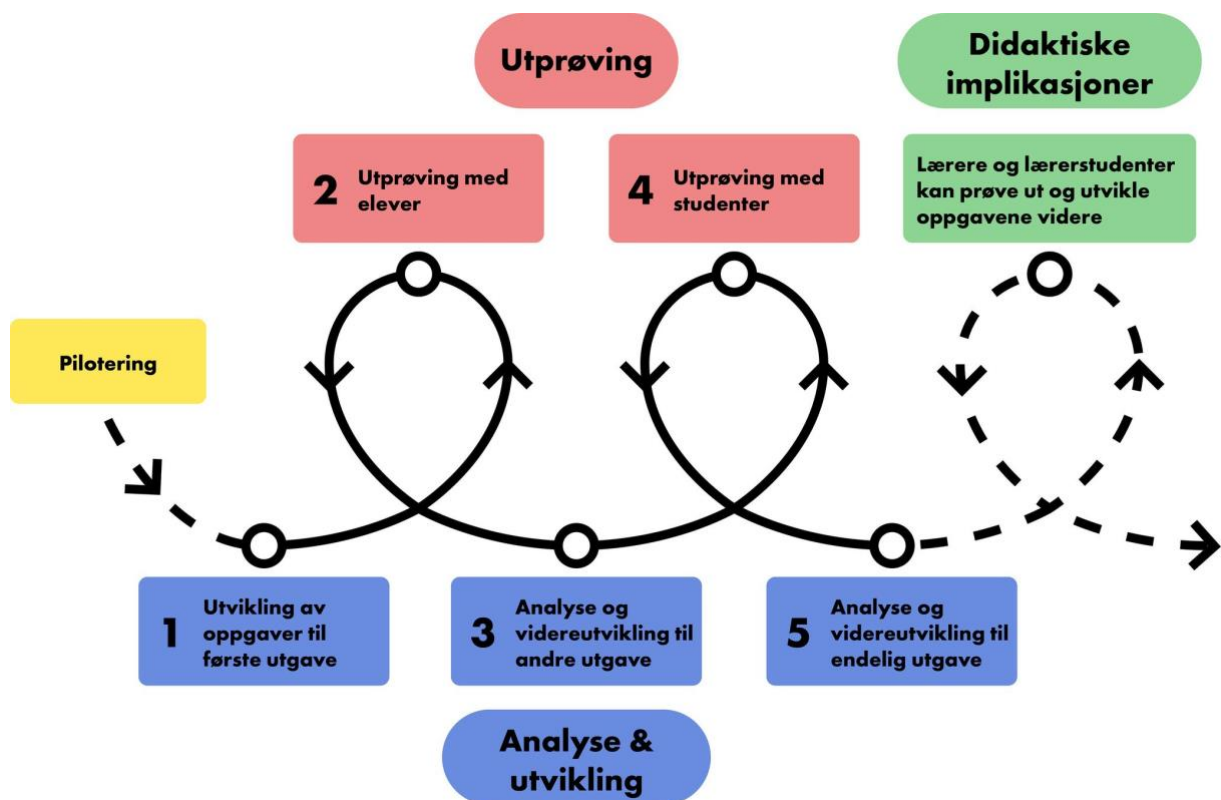 Utprøving
Didaktiske
implikasjoner
2
Utprøving med
elever
4
Utprøving med
studenter
Lærere og lærerstudenter
kan prøve ut og utvikle
oppgavene videre
Pilotering
1
Utvikling av
oppgaver til
første utgave
3
Analyse og
videreutvikling til
andre utgave
5
Analyse og
videreutvikling til
endelig utgave
Analyse &
utvikling